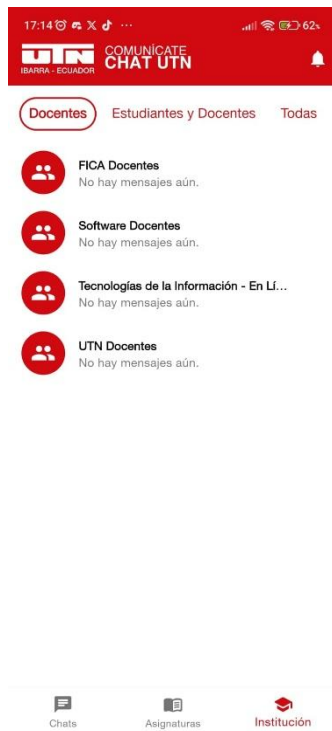 17:14 ... 62%
UTN COMUNÍCATE
IBARRA - ECUADOR CHAT UTN
Docentes Estudiantes y Docentes Todas
FICA Docentes
No hay mensajes aún.
Software Docentes
No hay mensajes aún.
Tecnologías de la Información - En Lí...
No hay mensajes aún.
UTN Docentes
No hay mensajes aún.
Chats Asignaturas Institución